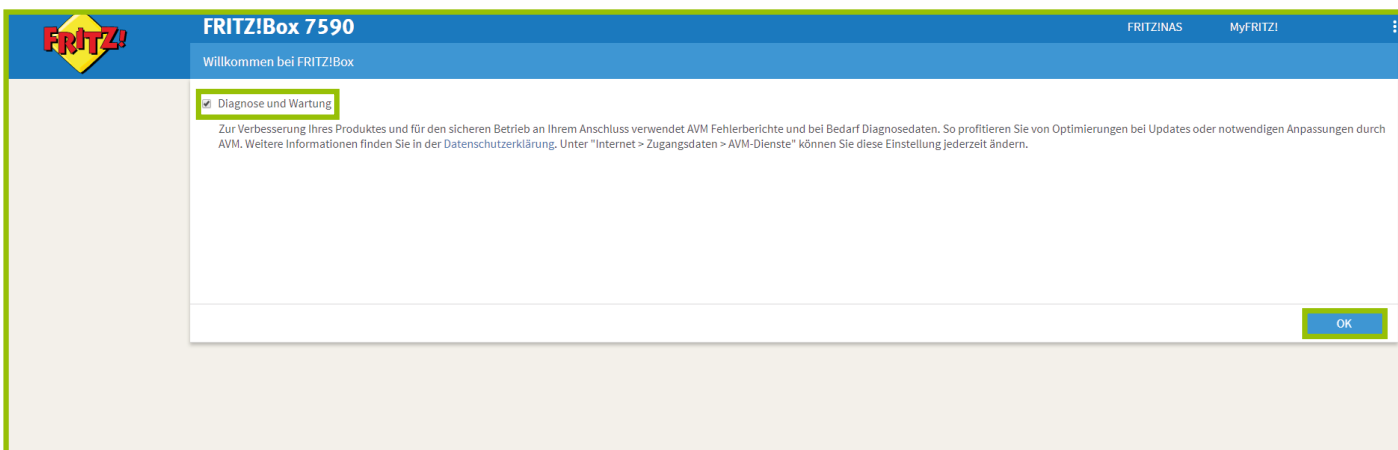 FRITZ!
FRITZ!Box 7590
FRITZ!NAS MyFRITZ!
Willkommen bei FRITZ!Box
Diagnose und Wartung
Zur Verbesserung Ihres Produktes und für den sicheren Betrieb an Ihrem Anschluss verwendet AVM Fehlerberichte und bei Bedarf Diagnosedaten. So profitieren Sie von Optimierungen bei Updates oder notwendigen Anpassungen durch
AVM. Weitere Informationen finden Sie in der Datenschutzerklärung. Unter "Internet > Zugangsdaten > AVM-Dienste" können Sie diese Einstellung jederzeit ändern.
OK